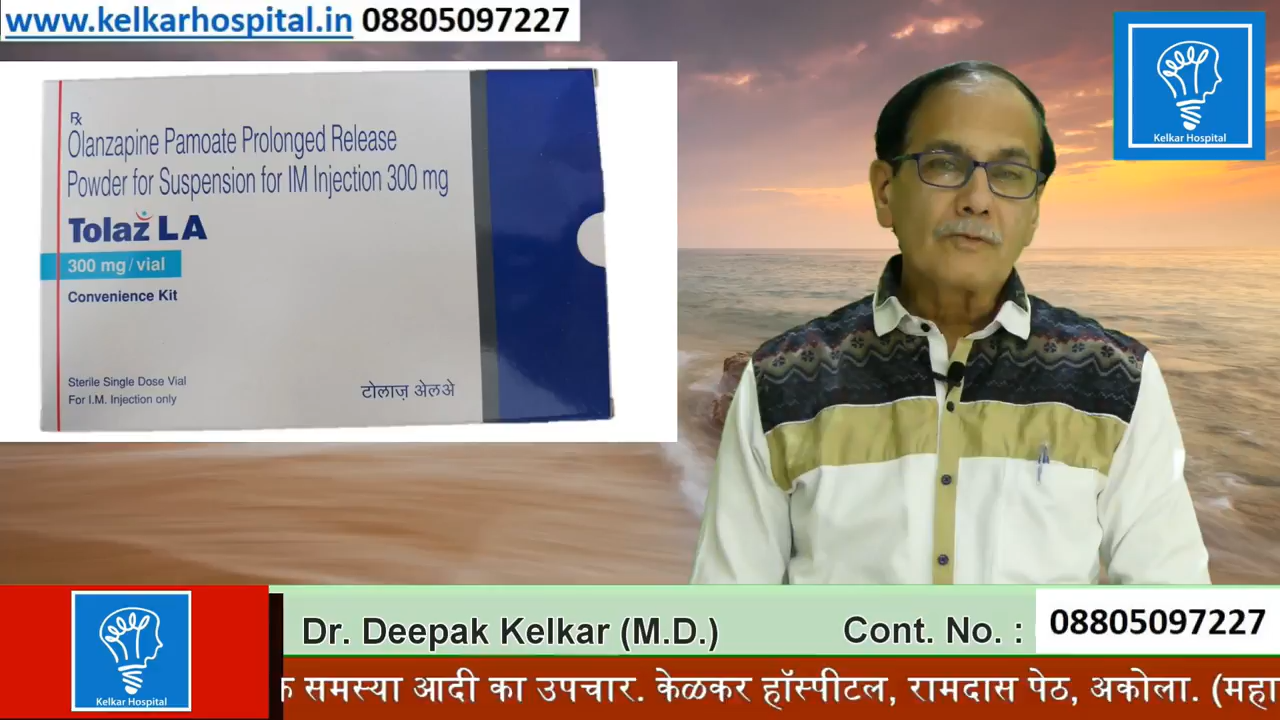 www.kelkarhospital.in 08805097227
Kelkar Hospital
Rx
Olanzapine Pamoate Prolonged Release
Powder for Suspension for IM Injection 300 mg
Tolaz LA
300 mg/vial
Convenience Kit
Sterile Single Dose Vial
For I.M. Injection only
टोलाज़ अेलअे
Dr. Deepak Kelkar (M.D.) Cont. No. : 08805097227
Kelkar Hospital
समस्या आदी का उपचार. केळकर हॉस्पीटल, रामदास पेठ, अकोला. (महा